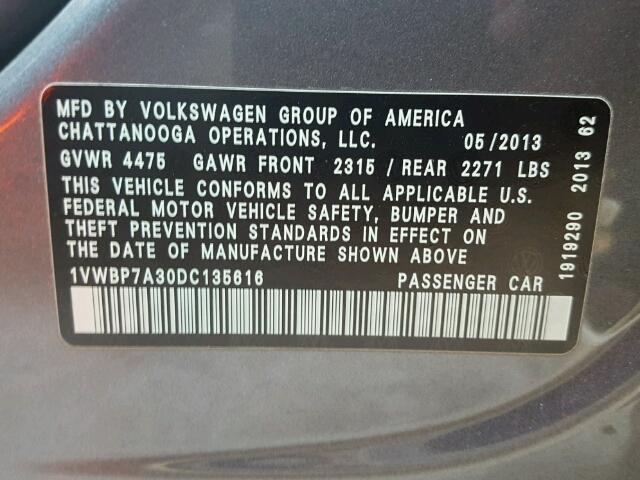 MFD BY VOLKSWAGEN GROUP OF AMERICA
CHATTANOOGA OPERATIONS, LLC. 05/2013
GVWR 4475 GAWR FRONT 2315 / REAR 2271 LBS
THIS VEHICLE CONFORMS TO ALL APPLICABLE U.S.
FEDERAL MOTOR VEHICLE SAFETY, BUMPER AND
THEFT PREVENTION STANDARDS IN EFFECT ON
THE DATE OF MANUFACTURE SHOWN ABOVE
1VWBP7A30DC135616 PASSENGER CAR
1919290 2013 62